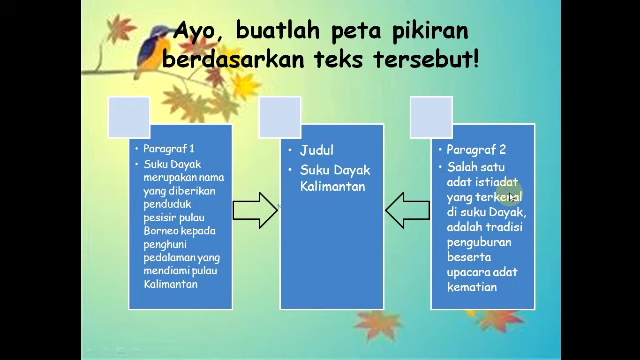 Ayo, buatlah peta pikiran
berdasarkan teks tersebut!
• Paragraf 1
• Suku Dayak
merupakan nama
yang diberikan
penduduk
pesisir pulau
Borneo kepada
penghuni
pedalaman yang
mendiami pulau
Kalimantan
• Judul
• Suku Dayak
Kalimantan
• Paragraf 2
• Salah satu
adat istiadat
yang terkenal
di suku Dayak,
adalah tradisi
penguburan
beserta
upacara adat
kematian